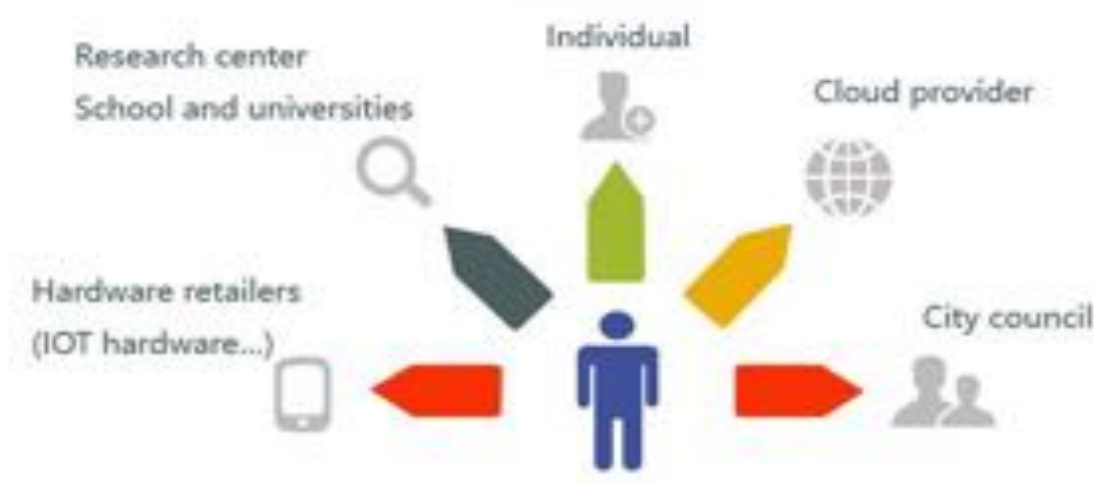 Research center
School and universities
Individual
Cloud provider
Hardware retailers
(IOT hardware...)
City council